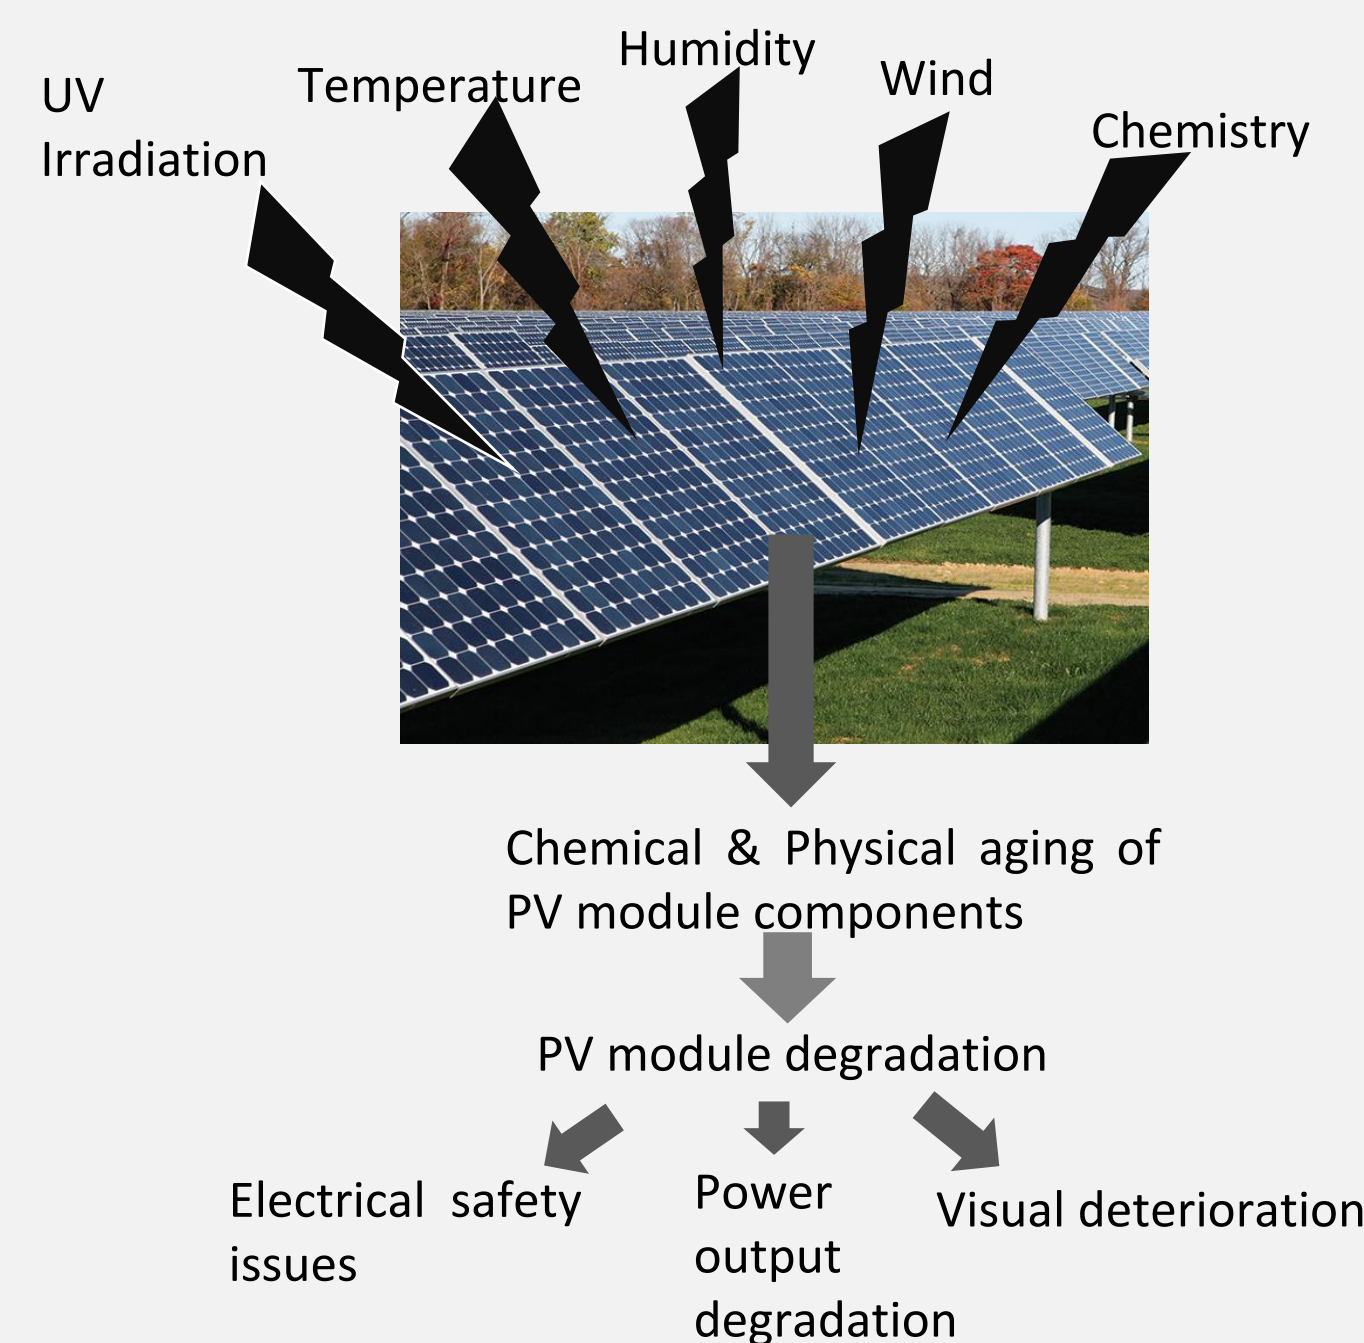 UV
Irradiation
Temperature
Humidity
Wind
Chemistry
Chemical & Physical aging of
PV module components
PV module degradation
Electrical safety
issues
Power
output
degradation
Visual deterioration